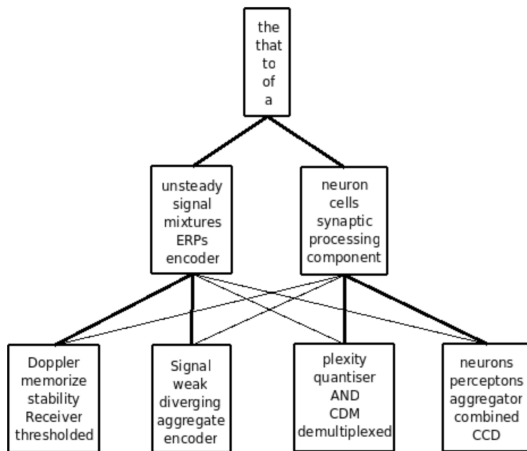 the
that
to
of
a
unsteady
signal
mixtures
ERPs
encoder
neuron
cells
synaptic
processing
component
Doppler
memorize
stability
Receiver
thresholded
Signal
weak
diverging
aggregate
encoder
plexity
quantiser
AND
CDM
demultiplexed
neurons
perceptons
aggregator
combined
CCD